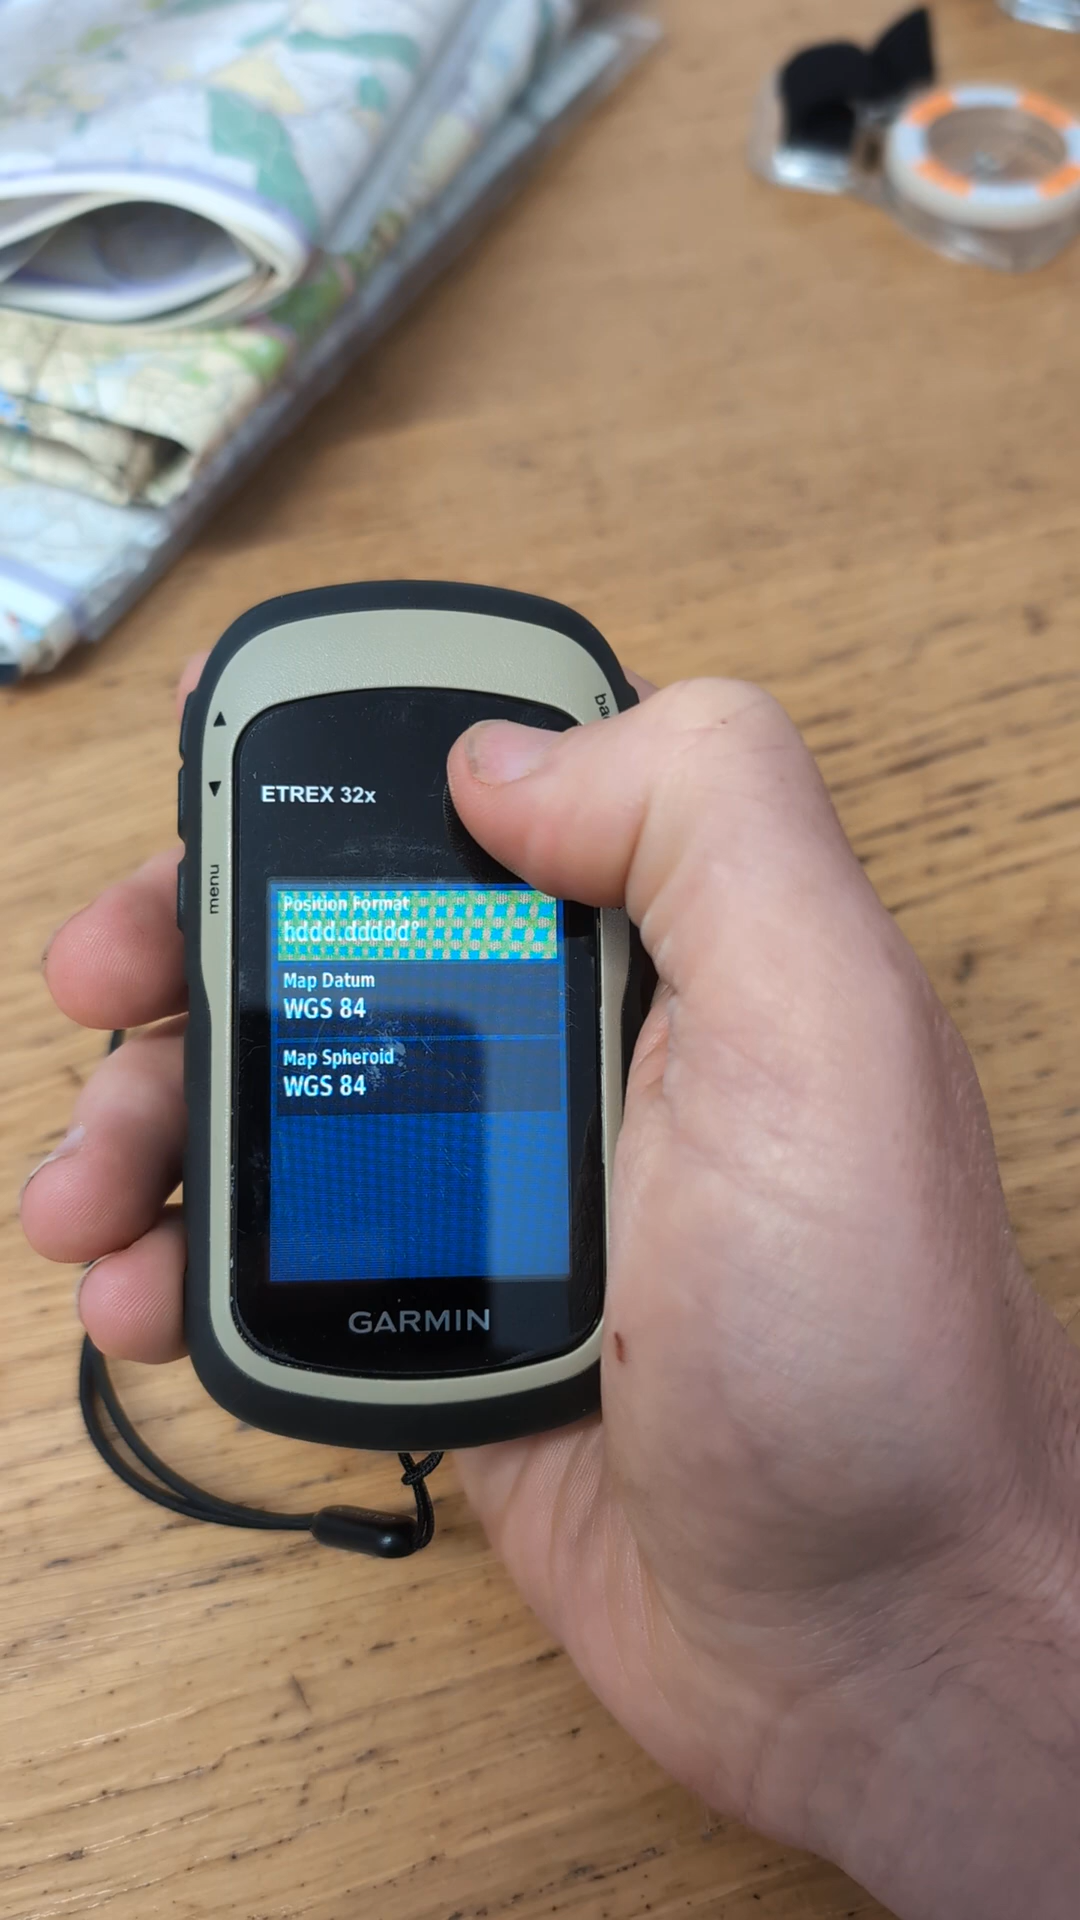 ETREX 32x
menu
Position Format
hddd.ddddd°
Map Datum
WGS 84
Map Spheroid
WGS 84
GARMIN